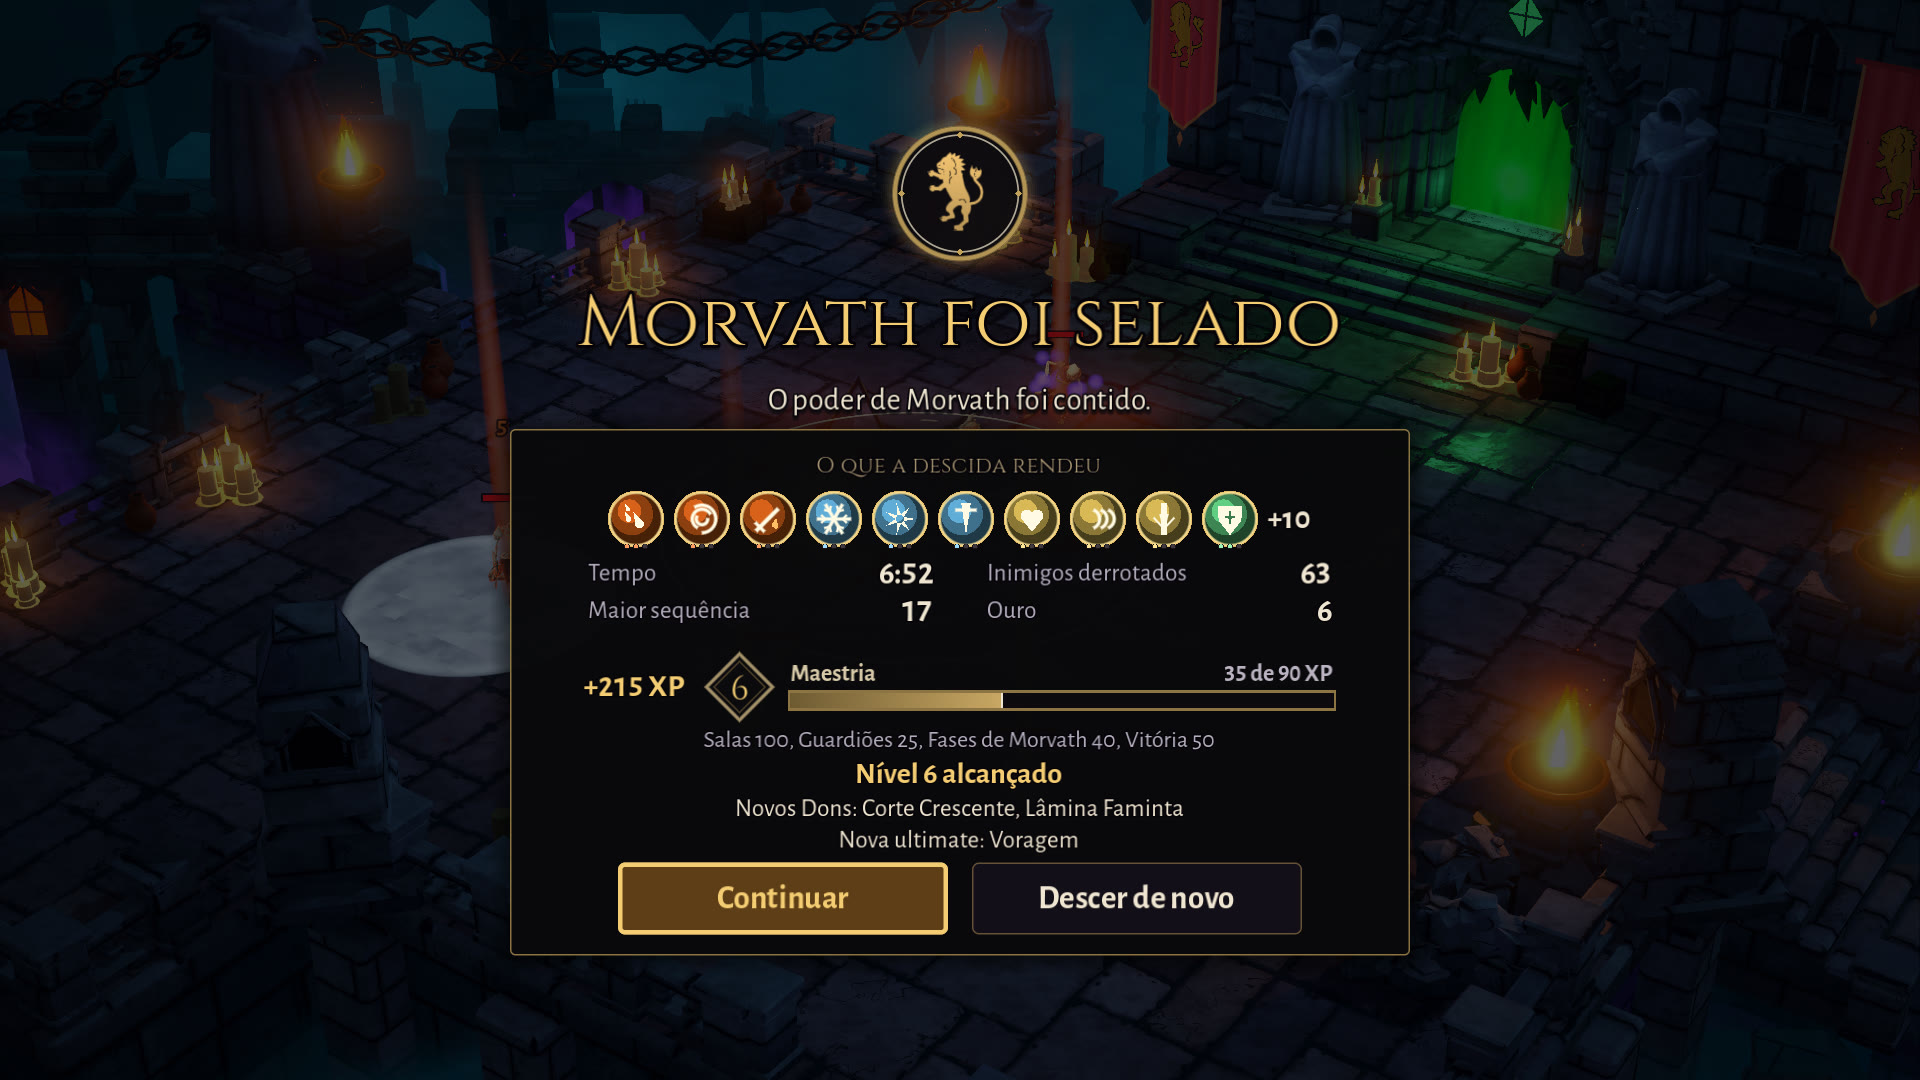 Morvath foi selado
O poder de Morvath foi contido.
5
O que a descida rendeu
+10
Tempo 6:52 Inimigos derrotados 63
Maior sequência 17 Ouro 6
+215 XP 6 Maestria 35 de 90 XP
Salas 100, Guardiões 25, Fases de Morvath 40, Vitória 50
Nível 6 alcançado
Novos Dons: Corte Crescente, Lâmina Faminta
Nova ultimate: Voragem
Continuar Descer de novo